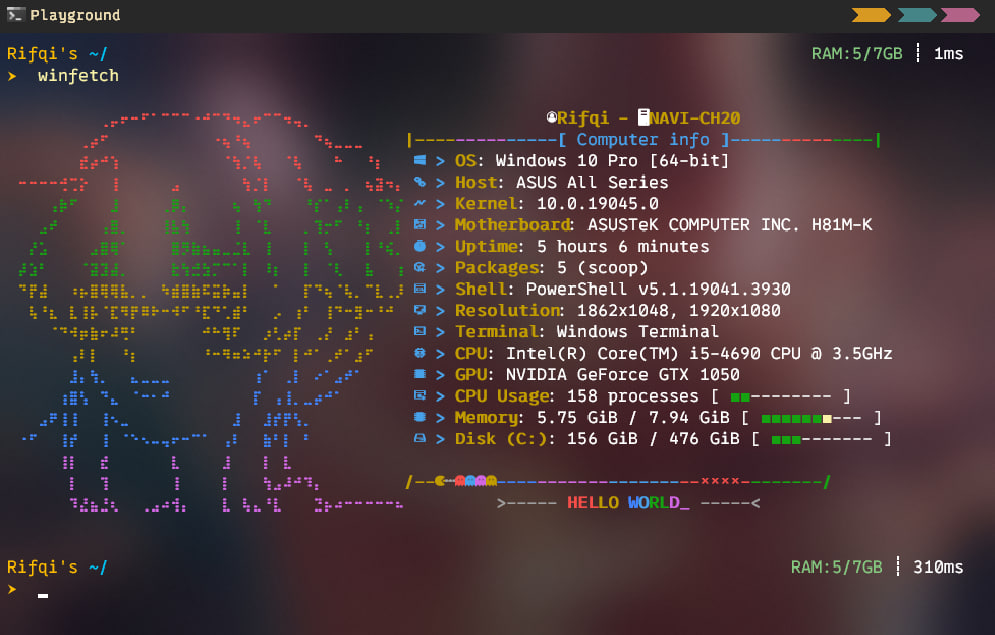 Playground
Rifqi's ~/ RAM:5/7GB ┊ 1ms
➤ winfetch
Rifqi - NAVI-CH20
|--------------[ Computer info ]--------------|
> OS: Windows 10 Pro [64-bit]
> Host: ASUS All Series
> Kernel: 10.0.19045.0
> Motherboard: ASUSTeK COMPUTER INC. H81M-K
> Uptime: 5 hours 6 minutes
> Packages: 5 (scoop)
> Shell: PowerShell v5.1.19041.3930
> Resolution: 1862x1048, 1920x1080
> Terminal: Windows Terminal
> CPU: Intel(R) Core(TM) i5-4690 CPU @ 3.5GHz
> GPU: NVIDIA GeForce GTX 1050
> CPU Usage: 158 processes [ ■■-------- ]
> Memory: 5.75 GiB / 7.94 GiB [ ■■■■■■■--- ]
> Disk (C:): 156 GiB / 476 GiB [ ■■■------- ]
>----- HELLO WORLD_ -----<
Rifqi's ~/ RAM:5/7GB ┊ 310ms
➤ _